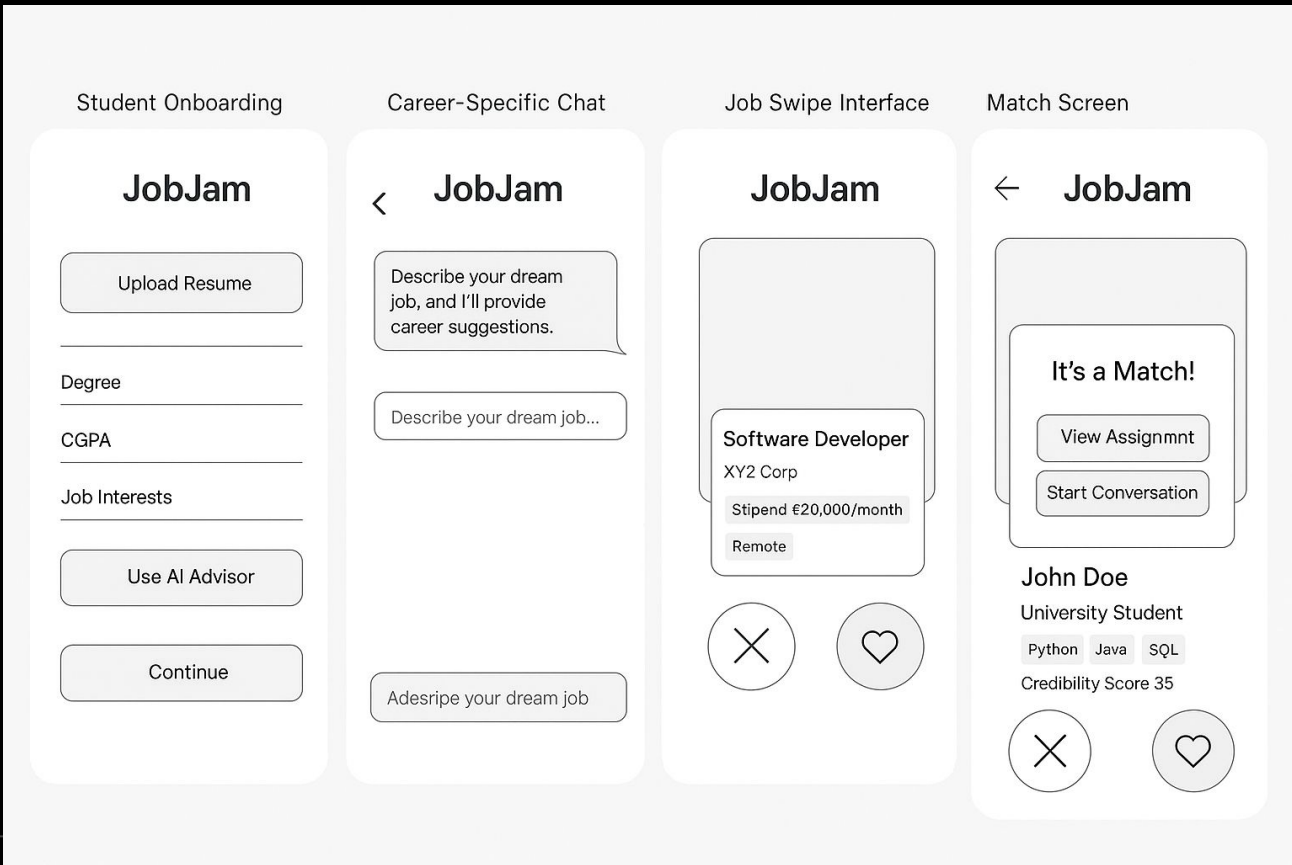 Student Onboarding
JobJam
Upload Resume
Degree
CGPA
Job Interests
Use AI Advisor
Continue
Career-Specific Chat
JobJam
Describe your dream
job, and I'll provide
career suggestions.
Describe your dream job...
Adesripe your dream job
Job Swipe Interface
JobJam
Software Developer
XY2 Corp
Stipend €20,000/month
Remote
Match Screen
JobJam
It's a Match!
View Assignmnt
Start Conversation
John Doe
University Student
Python Java SQL
Credibility Score 35